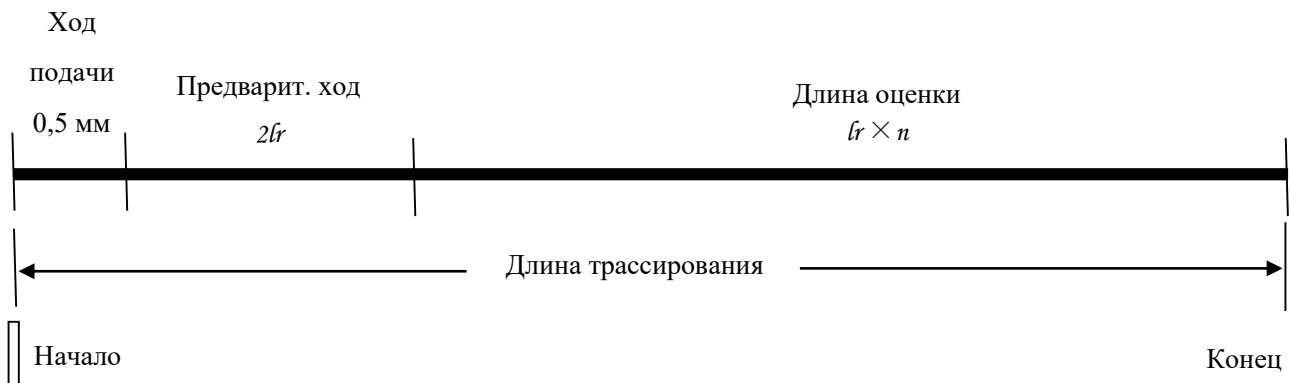 Ход
подачи
0,5 мм
Предварит. ход
2lr
Длина оценки
lr × n
Длина трассирования
Начало
Конец